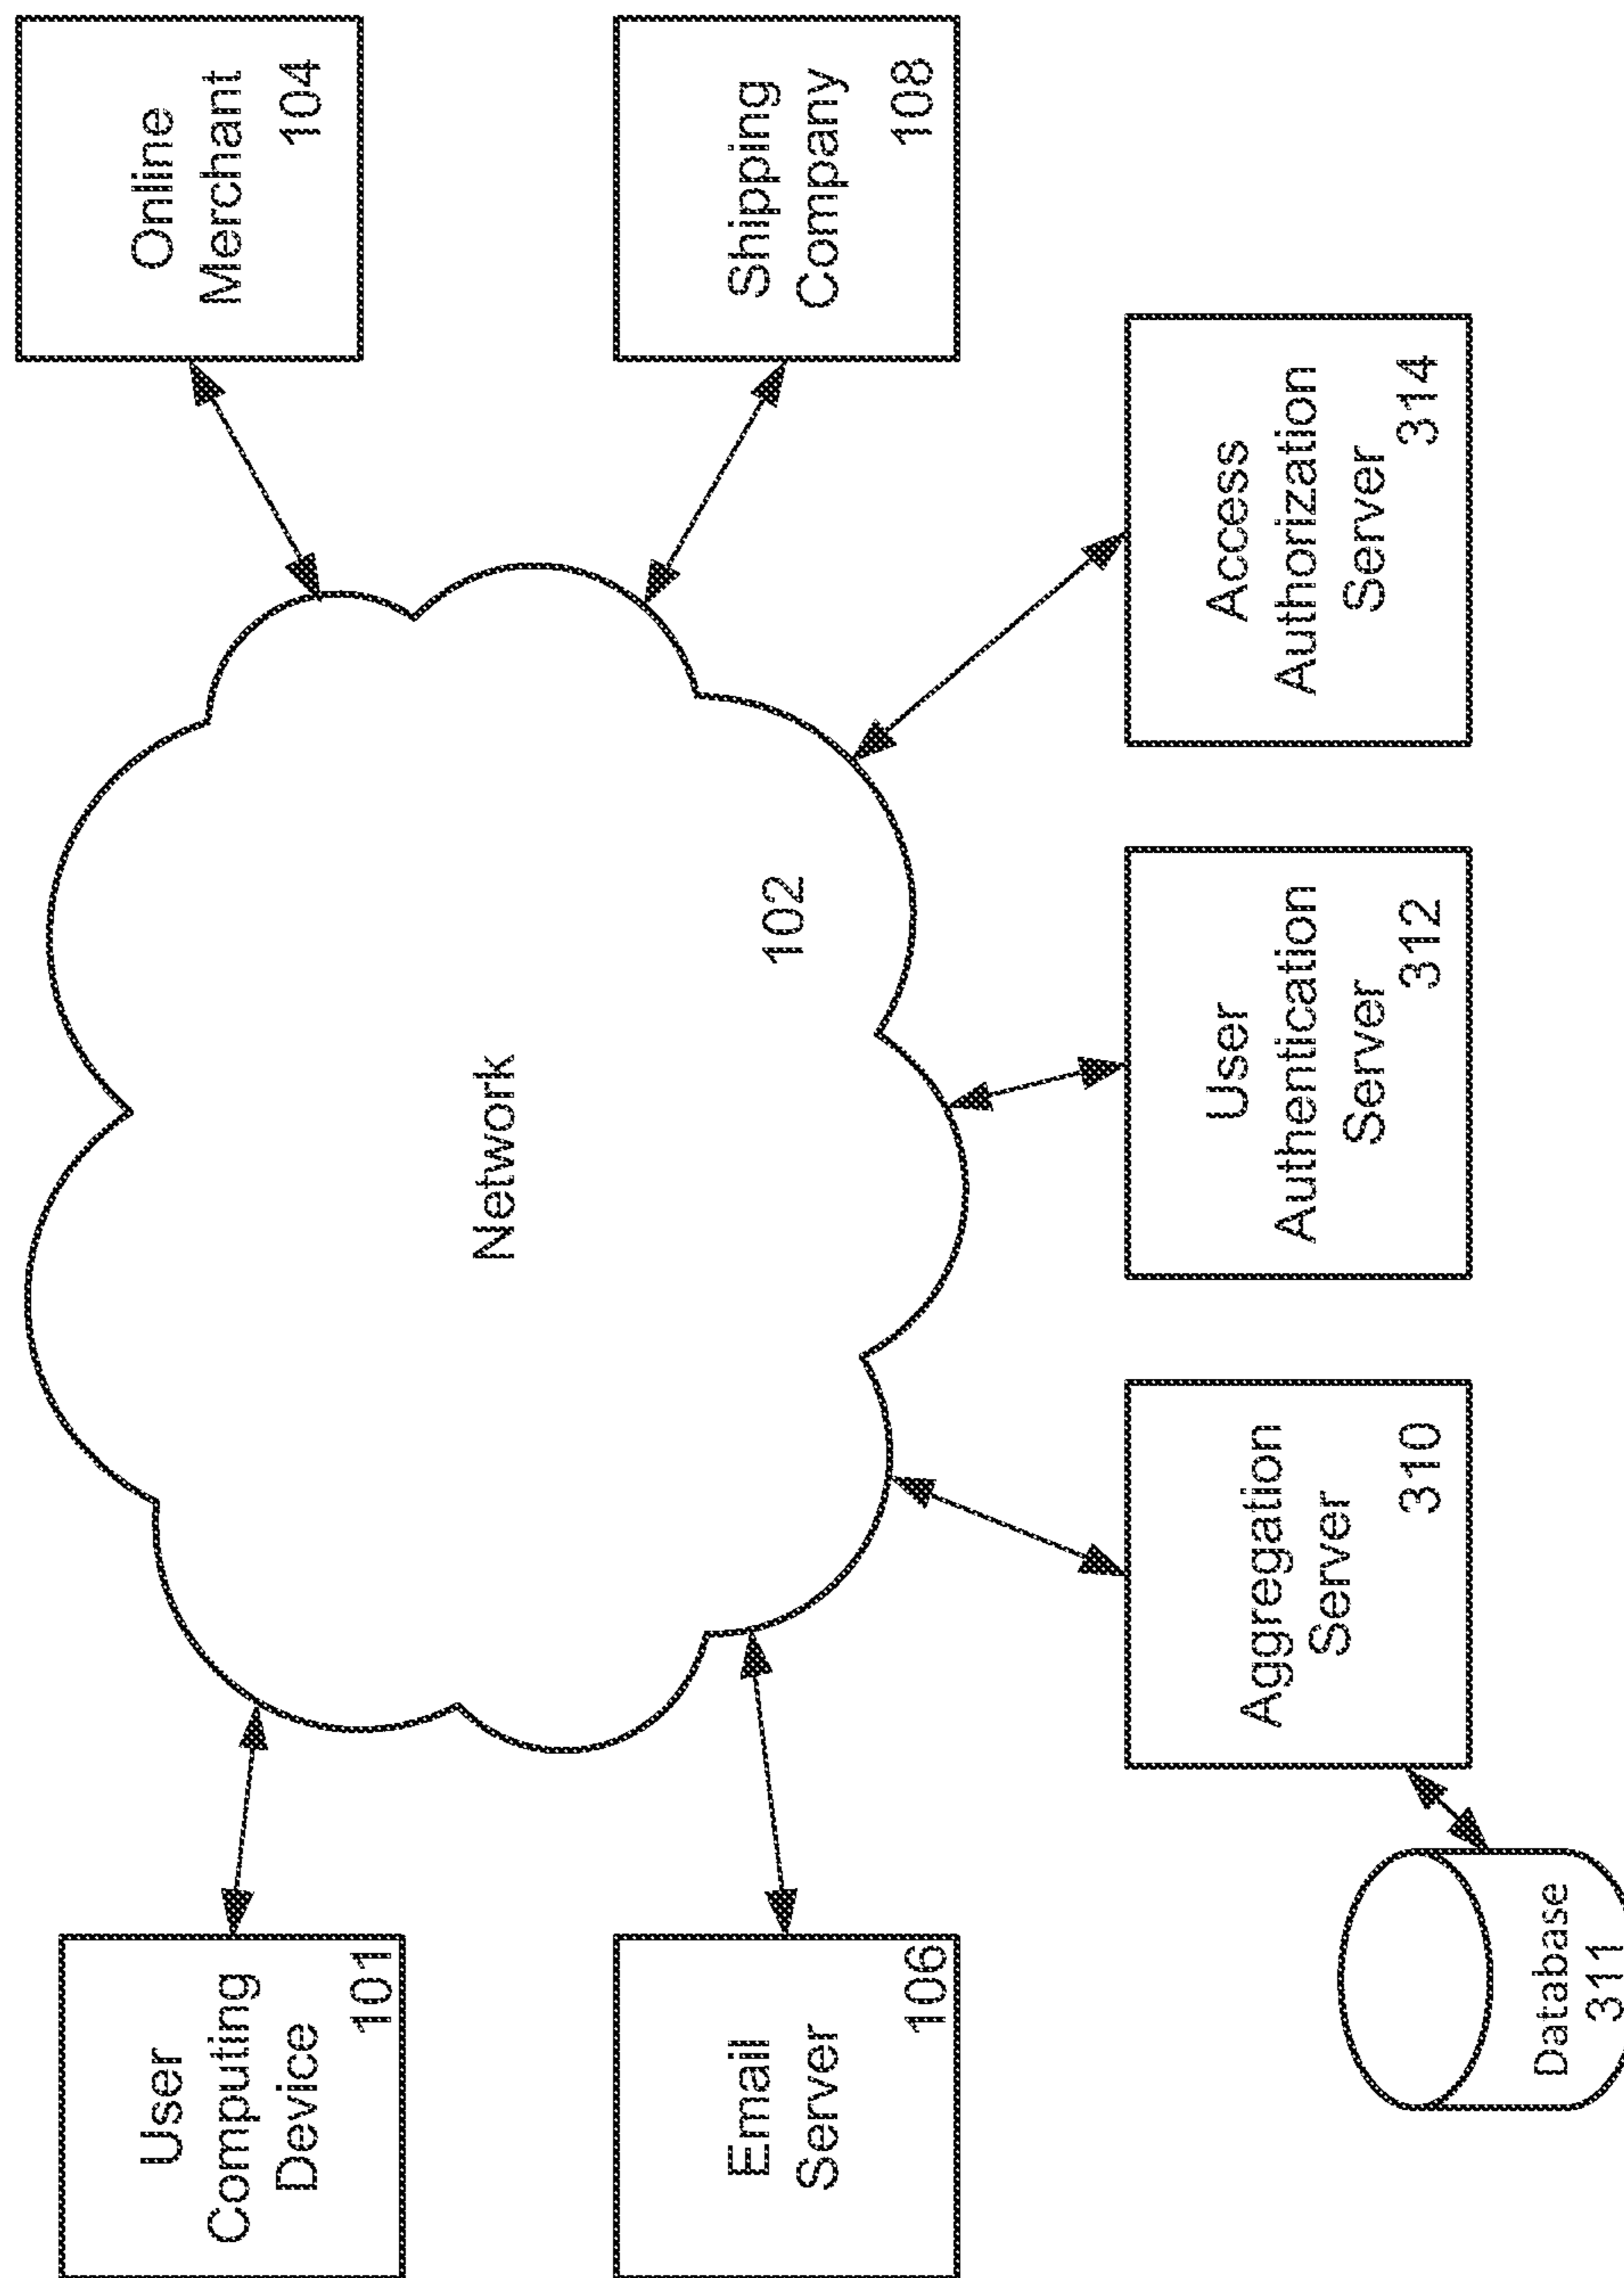 User
Computing
Device
101
Email
Server
106
Database
311
Network
102
Aggregation
Server
310
User
Authentication
Server
312
Access
Authorization
Server
314
Online
Merchant
104
Shipping
Company
108